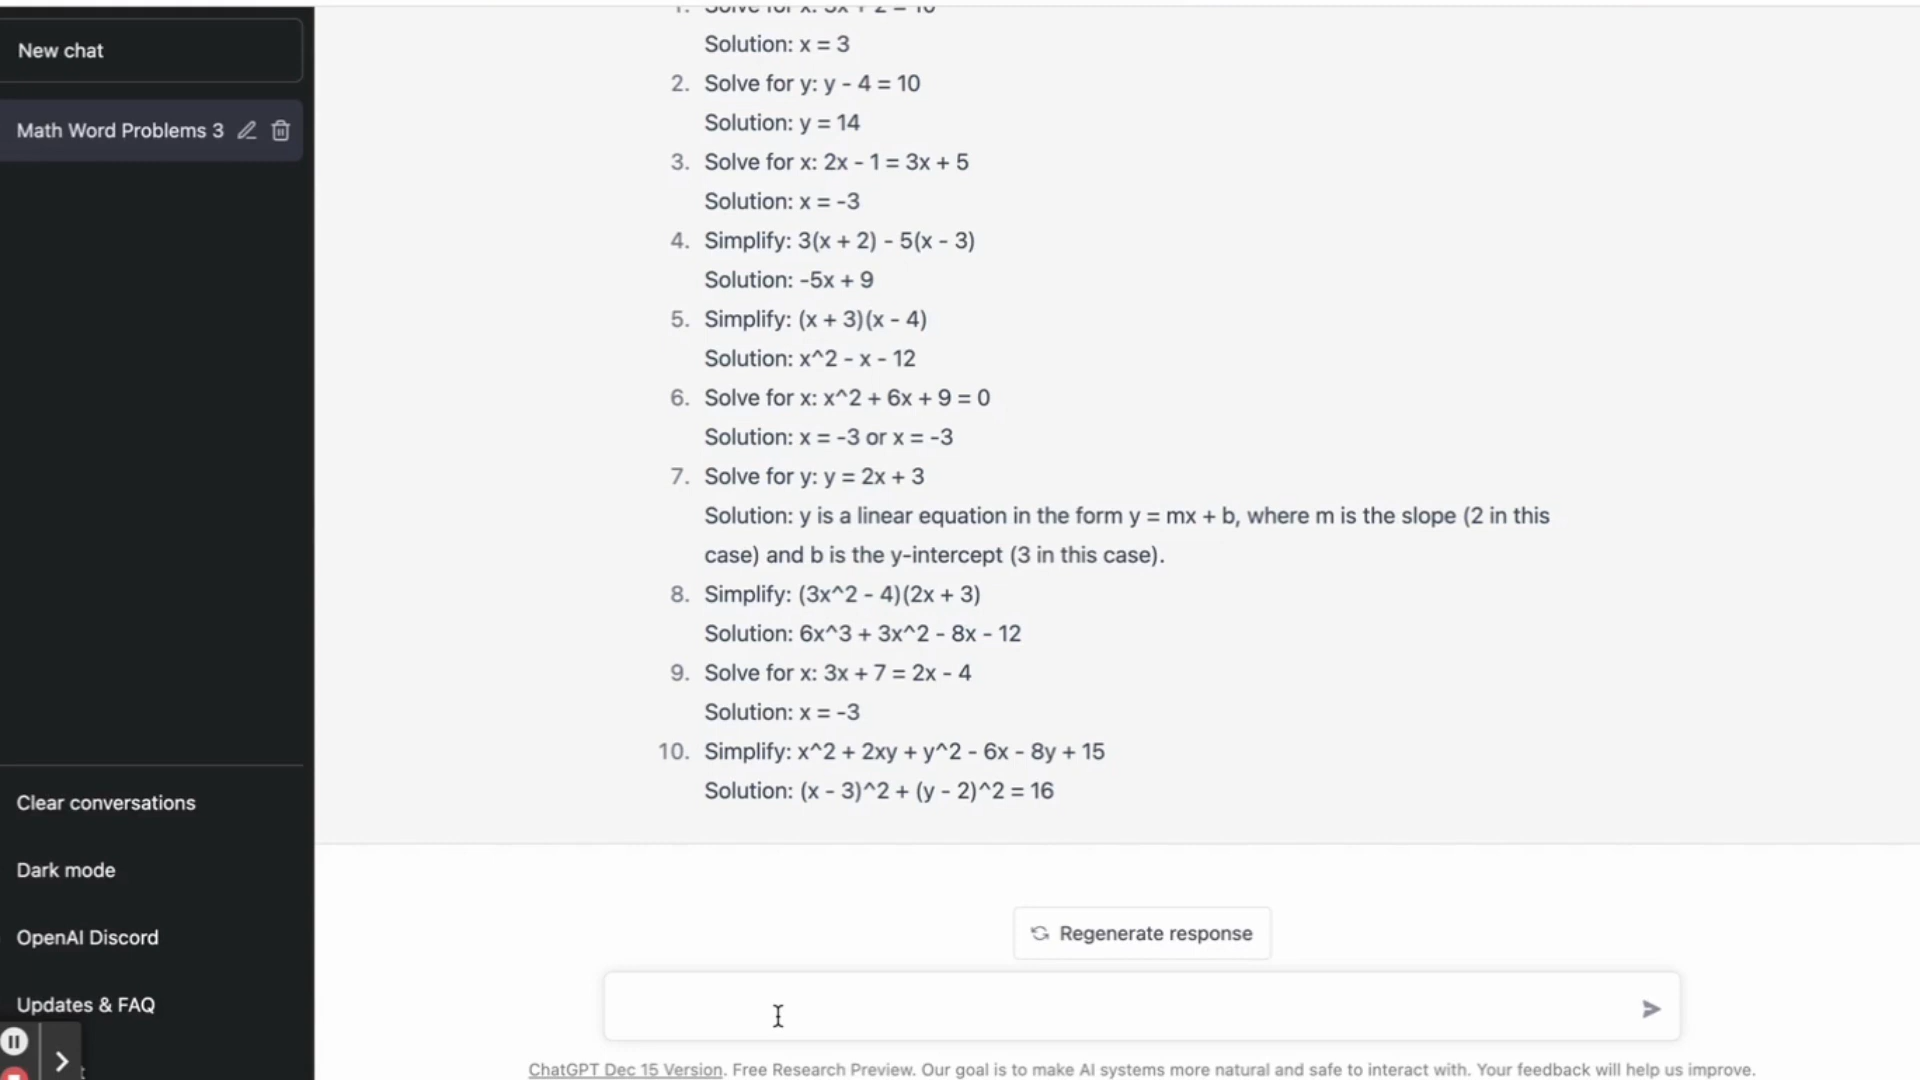 New chat
Math Word Problems 3
Clear conversations
Dark mode
OpenAI Discord
Updates & FAQ
1. Solve for x:
Solution: x = 3
2. Solve for y: y - 4 = 10
Solution: y = 14
3. Solve for x: 2x - 1 = 3x + 5
Solution: x = -3
4. Simplify: 3(x + 2) - 5(x - 3)
Solution: -5x + 9
5. Simplify: (x + 3)(x - 4)
Solution: x^2 - x - 12
6. Solve for x: x^2 + 6x + 9 = 0
Solution: x = -3 or x = -3
7. Solve for y: y = 2x + 3
Solution: y is a linear equation in the form y = mx + b, where m is the slope (2 in this
case) and b is the y-intercept (3 in this case).
8. Simplify: (3x^2 - 4)(2x + 3)
Solution: 6x^3 + 3x^2 - 8x - 12
9. Solve for x: 3x + 7 = 2x - 4
Solution: x = -3
10. Simplify: x^2 + 2xy + y^2 - 6x - 8y + 15
Solution: (x - 3)^2 + (y - 2)^2 = 16
Regenerate response
ChatGPT Dec 15 Version. Free Research Preview. Our goal is to make AI systems more natural and safe to interact with. Your feedback will help us improve.